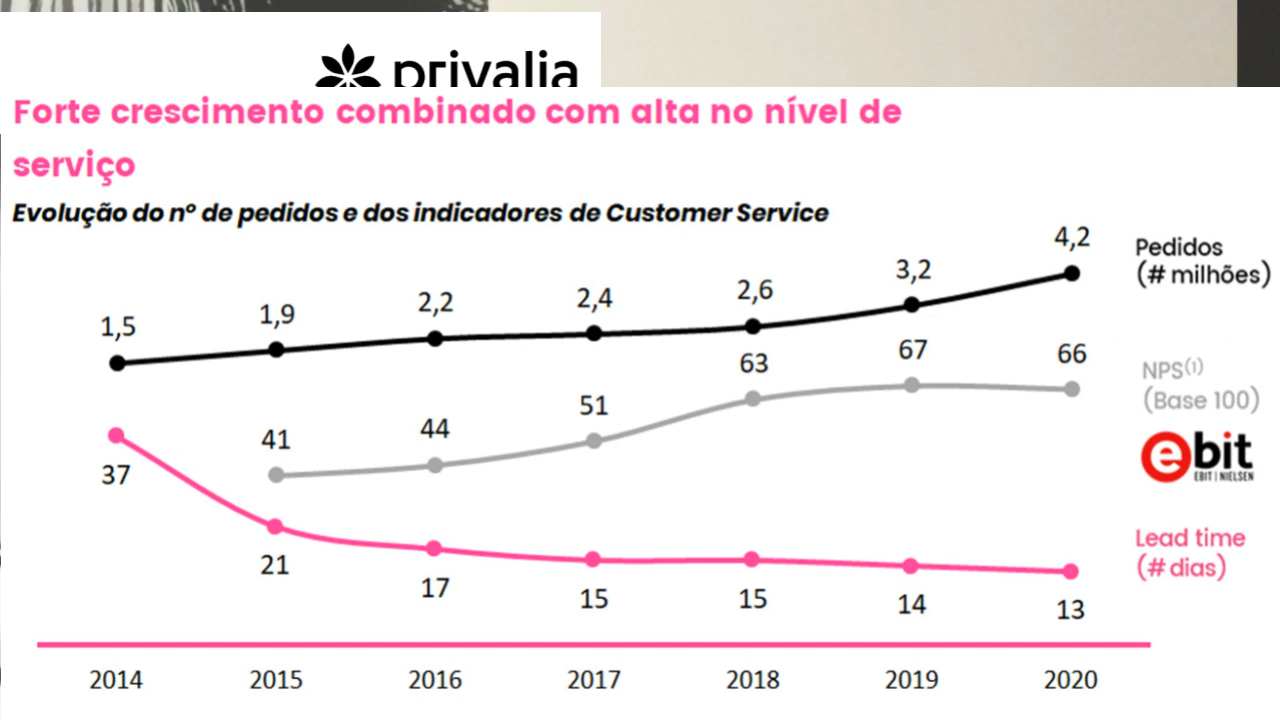 privalia
Forte crescimento combinado com alta no nível de
serviço
Evolução do nº de pedidos e dos indicadores de Customer Service
4,2
Pedidos
(# milhões)
3,2
2,6
2,4
2,2
1,9
1,5
63
67
66
NPS(1)
(Base 100)
51
44
41
ebit
EBIT | NIELSEN
37
21
17
15
15
14
13
Lead time
(# dias)
2014 2015 2016 2017 2018 2019 2020